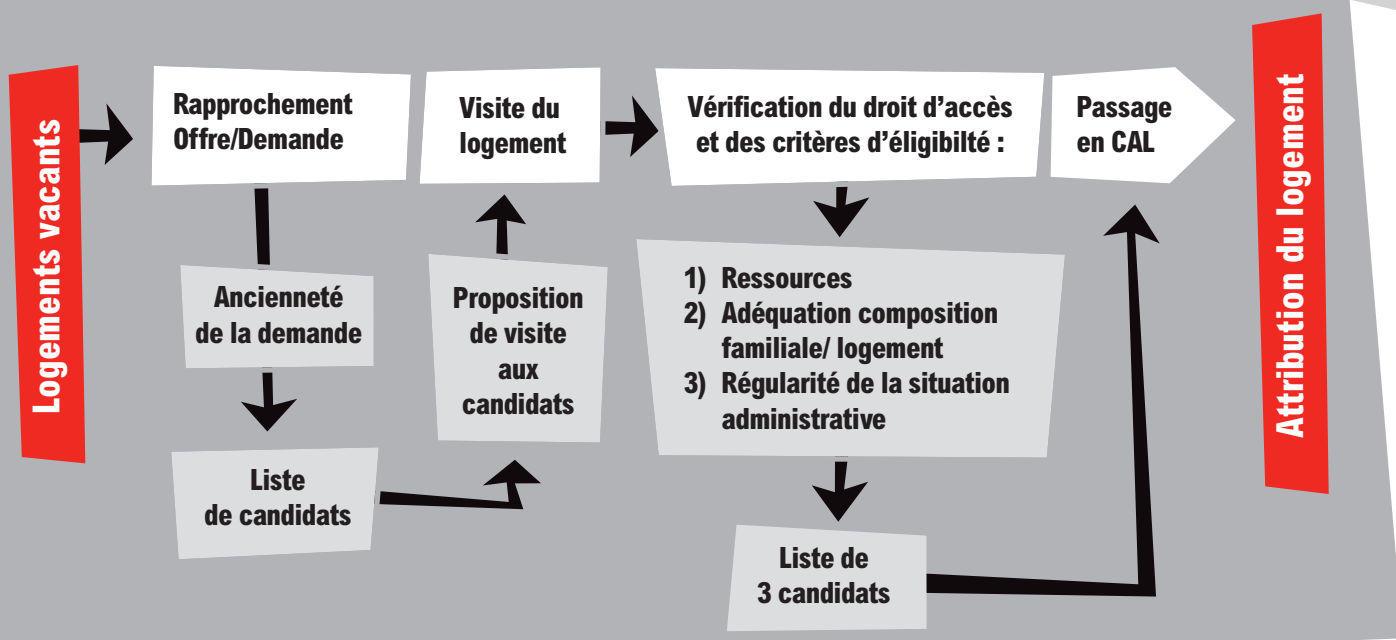 Logements vacants
Rapprochement
Offre/Demande
Ancienneté
de la demande
Liste
de candidats
Proposition
de visite
aux
candidats
Visite du
logement
Vérification du droit d’accès
et des critères d’éligibilté :
1) Ressources
2) Adéquation composition
familiale/ logement
3) Régularité de la situation
administrative
Liste de
3 candidats
Passage
en CAL
Attribution du logement